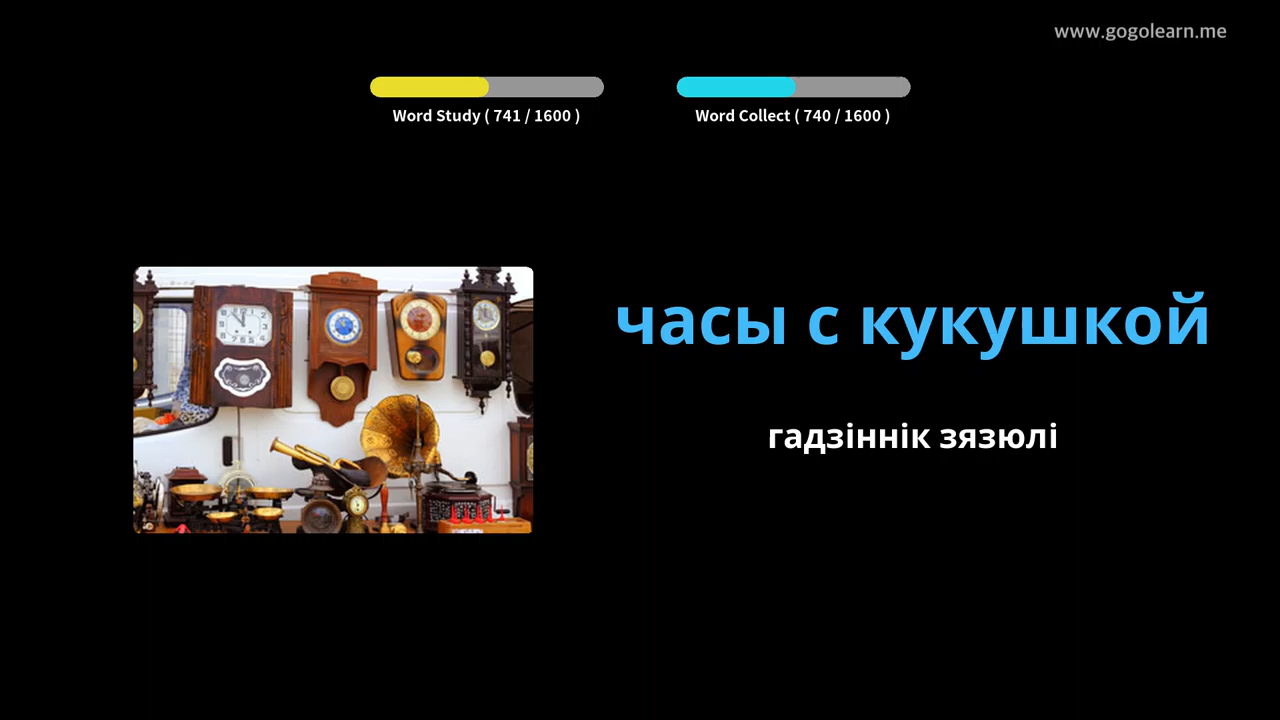 www.gogolearn.me
Word Study ( 741 / 1600 )
Word Collect ( 740 / 1600 )
часы с кукушкой
гадзіннік зязюлі